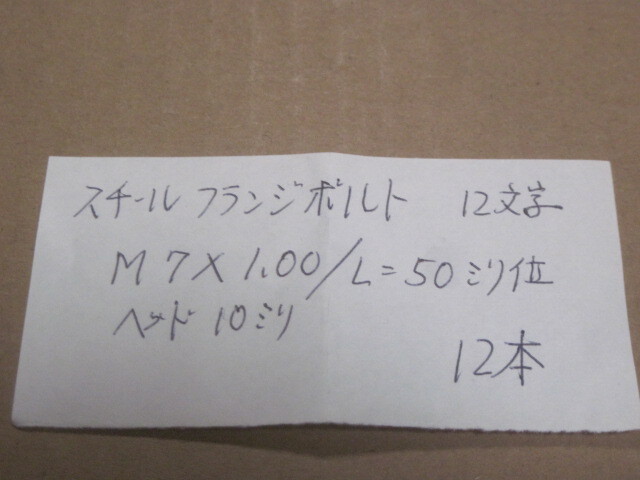 スチール フランジボルト 12文字
M7×1.00/L=50ミリ位
ヘッド 10ミリ
12本